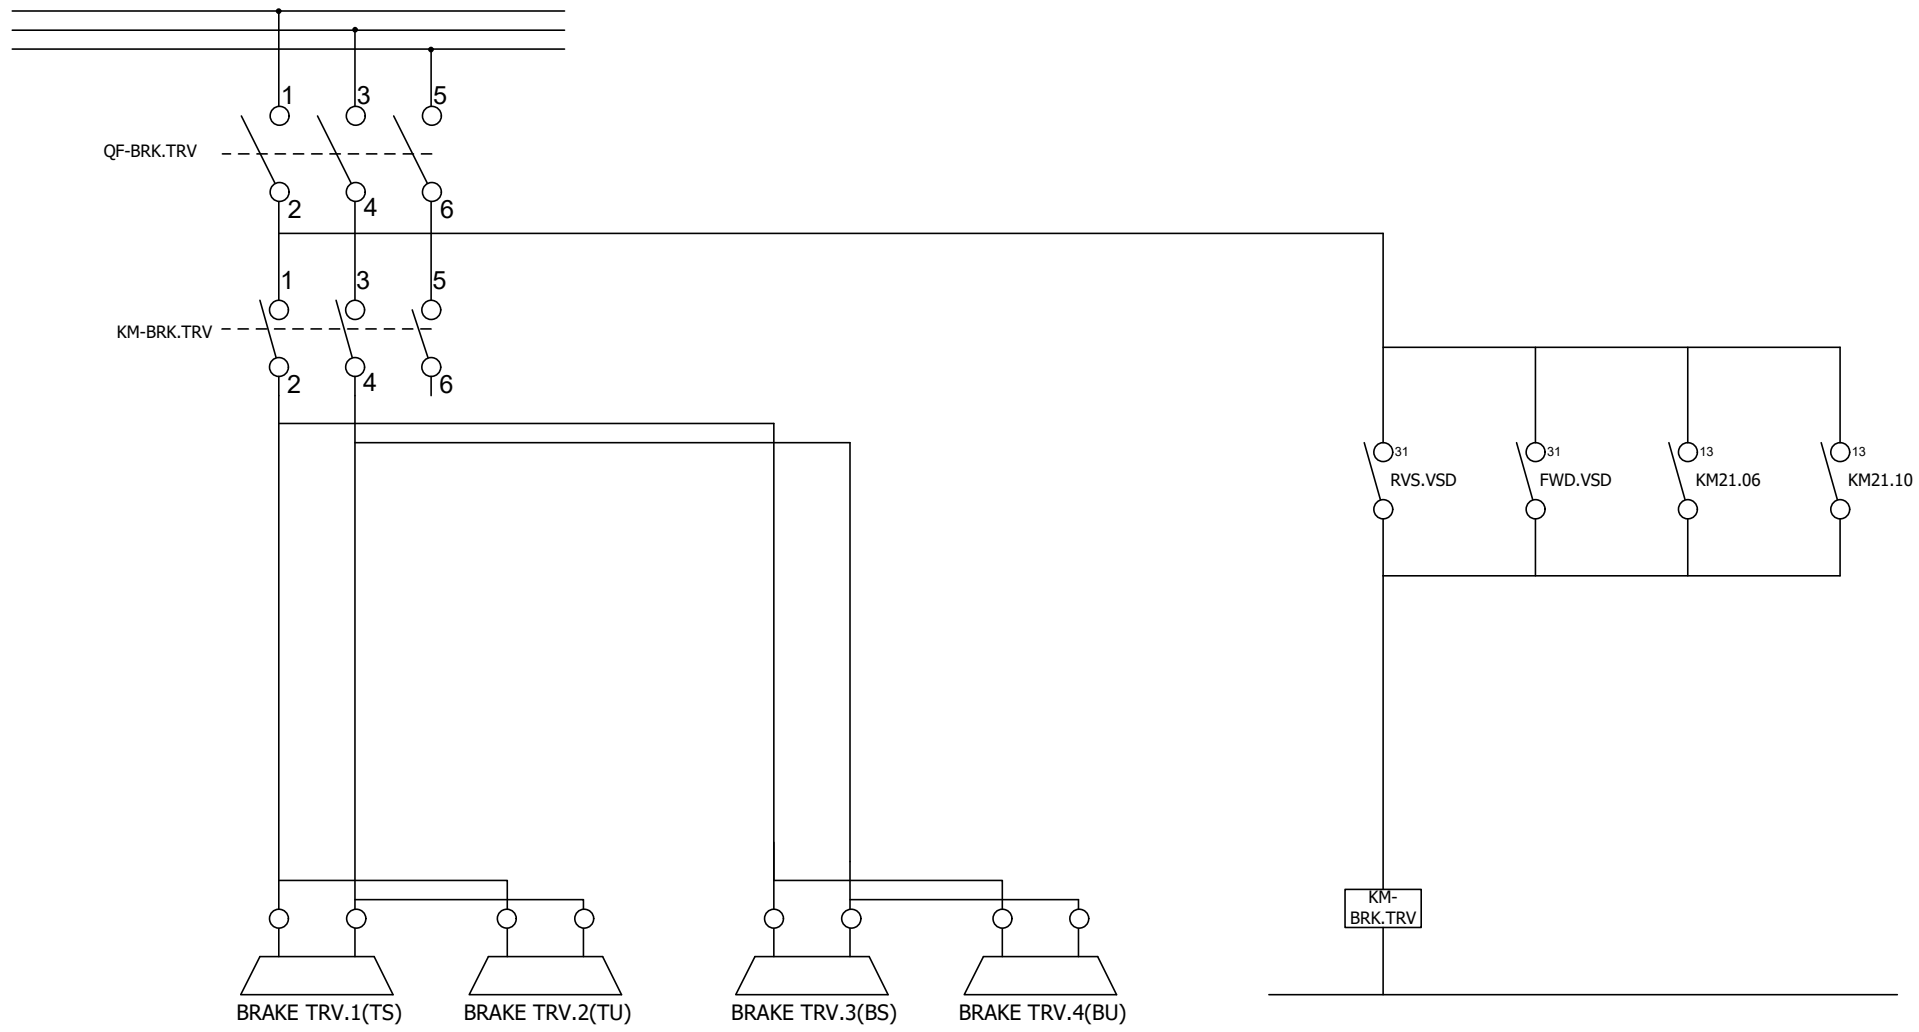 1 3 5
QF-BRK.TRV
2 4 6
1 3 5
KM-BRK.TRV
2 4 6
31 31 13 13
RVS.VSD FWD.VSD KM21.06 KM21.10
KM-
BRK.TRV
BRAKE TRV.1(TS) BRAKE TRV.2(TU) BRAKE TRV.3(BS) BRAKE TRV.4(BU)